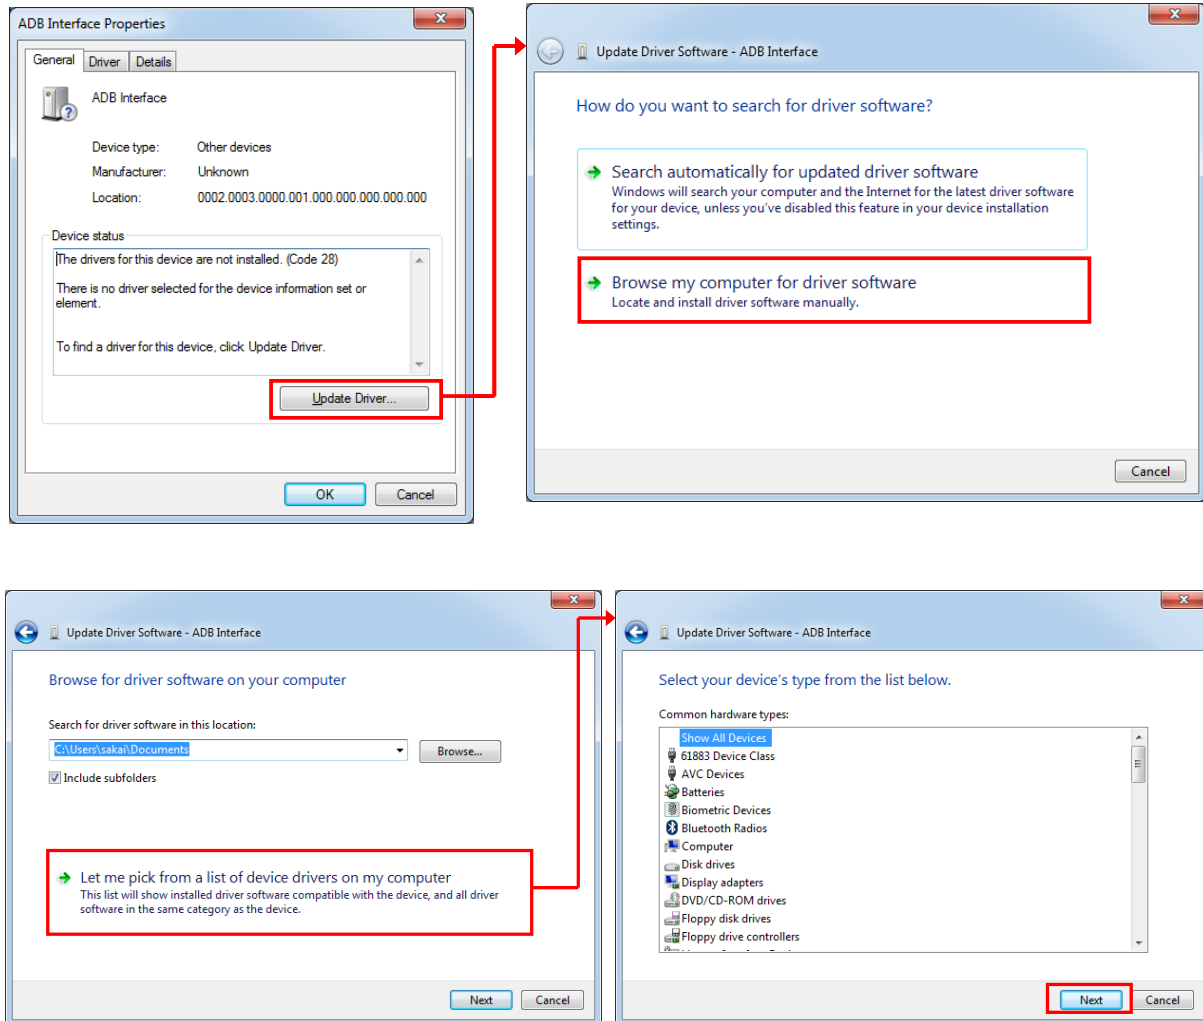 ADB Interface Properties
General
Driver
Details
ADB Interface
Device type: Other devices
Manufacturer: Unknown
Location: 0002.0003.0000.001.000.000.000.000.000
Device status
The drivers for this device are not installed. (Code 28)
There is no driver selected for the device information set or
element.
To find a driver for this device, click Update Driver.
Update Driver...
OK
Cancel
Update Driver Software - ADB Interface
How do you want to search for driver software?
Search automatically for updated driver software
Windows will search your computer and the Internet for the latest driver software
for your device, unless you've disabled this feature in your device installation
settings.
Browse my computer for driver software
Locate and install driver software manually.
Cancel
Update Driver Software - ADB Interface
Browse for driver software on your computer
Search for driver software in this location:
C:\Users\sakai\Documents
Browse...
Include subfolders
Let me pick from a list of device drivers on my computer
This list will show installed driver software compatible with the device, and all driver
software in the same category as the device.
Next
Cancel
Update Driver Software - ADB Interface
Select your device's type from the list below.
Common hardware types:
Show All Devices
61883 Device Class
AVC Devices
Batteries
Biometric Devices
Bluetooth Radios
Computer
Disk drives
Display adapters
DVD/CD-ROM drives
Floppy disk drives
Floppy drive controllers
Next
Cancel